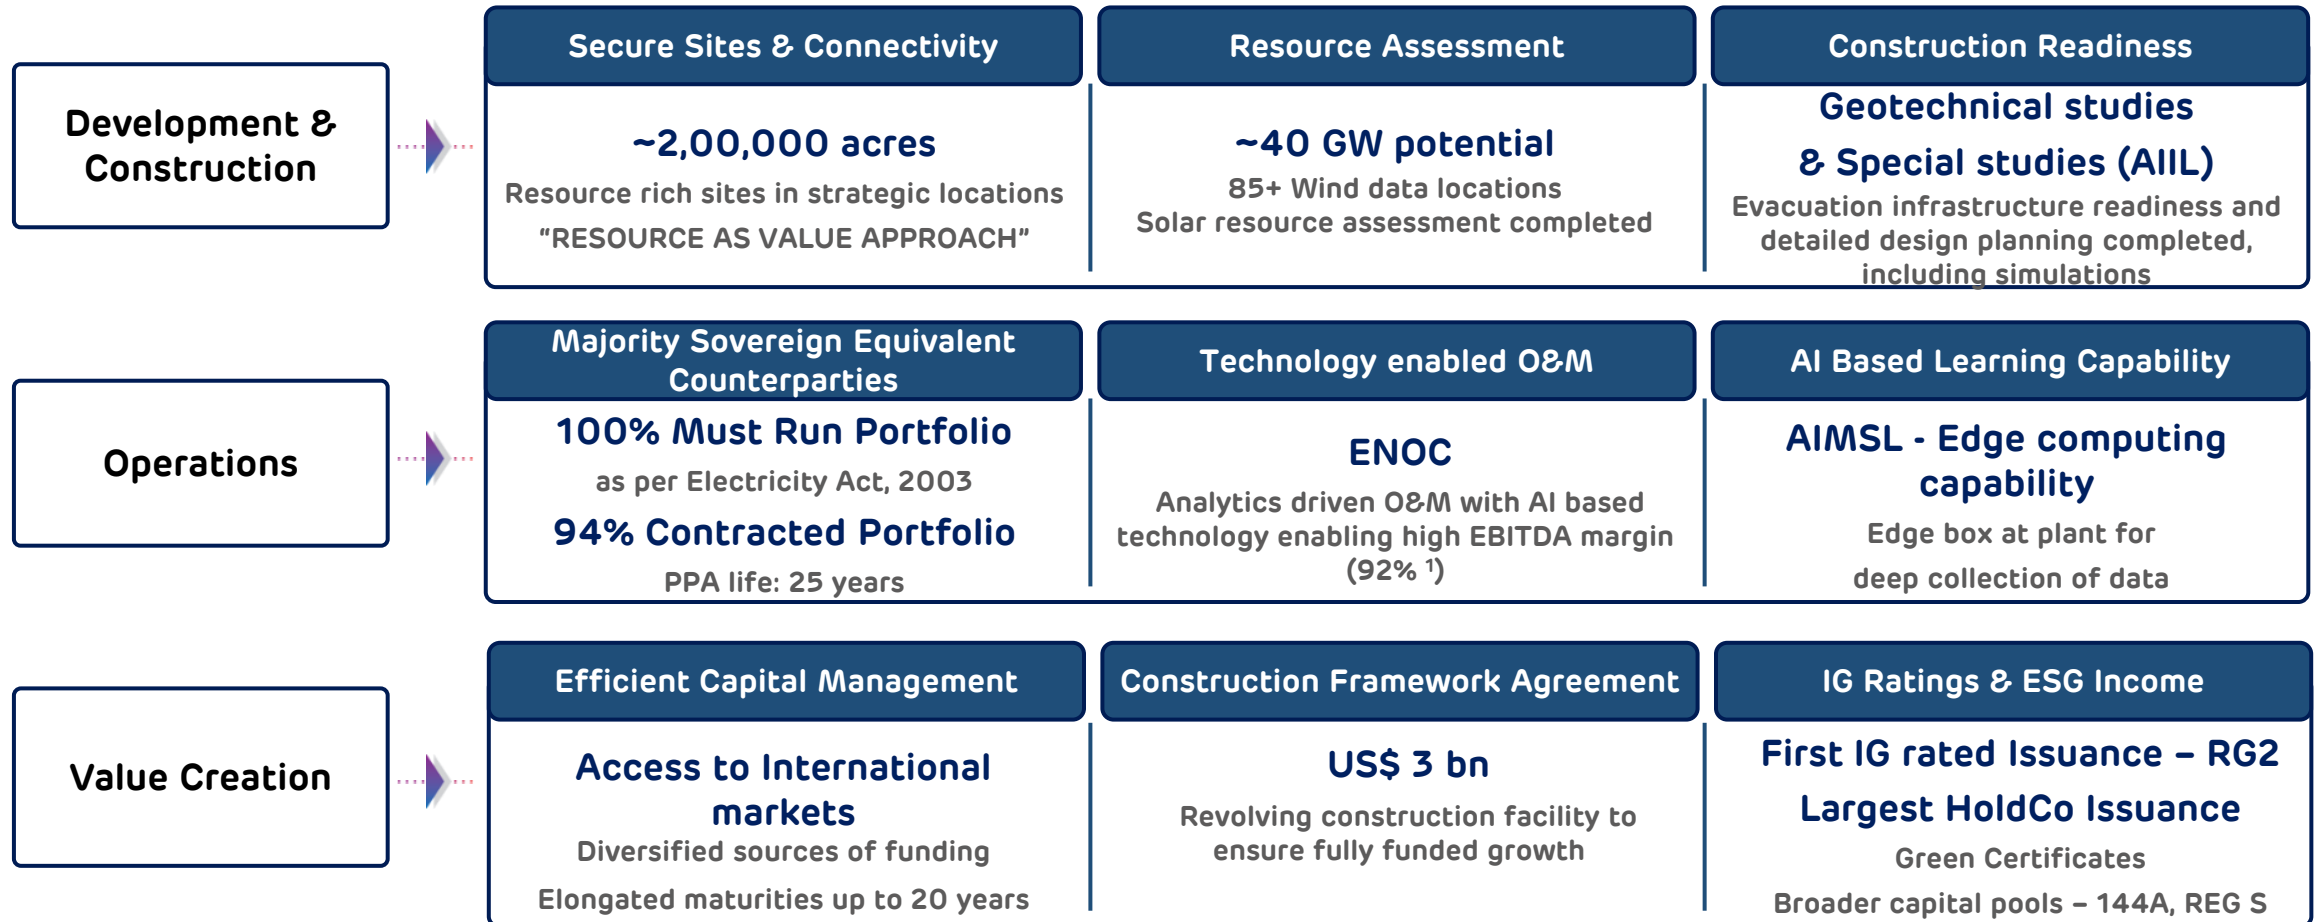 Development &
Construction
Secure Sites & Connectivity
~2,00,000 acres
Resource rich sites in strategic locations
“RESOURCE AS VALUE APPROACH”
Resource Assessment
~40 GW potential
85+ Wind data locations
Solar resource assessment completed
Construction Readiness
Geotechnical studies
& Special studies (AIIL)
Evacuation infrastructure readiness and
detailed design planning completed,
including simulations
Operations
Majority Sovereign Equivalent
Counterparties
100% Must Run Portfolio
as per Electricity Act, 2003
94% Contracted Portfolio
PPA life: 25 years
Technology enabled O&M
ENOC
Analytics driven O&M with AI based
technology enabling high EBITDA margin
(92% ¹)
AI Based Learning Capability
AIMSL - Edge computing
capability
Edge box at plant for
deep collection of data
Value Creation
Efficient Capital Management
Access to International
markets
Diversified sources of funding
Elongated maturities up to 20 years
Construction Framework Agreement
US$ 3 bn
Revolving construction facility to
ensure fully funded growth
IG Ratings & ESG Income
First IG rated Issuance – RG2
Largest HoldCo Issuance
Green Certificates
Broader capital pools – 144A, REG S